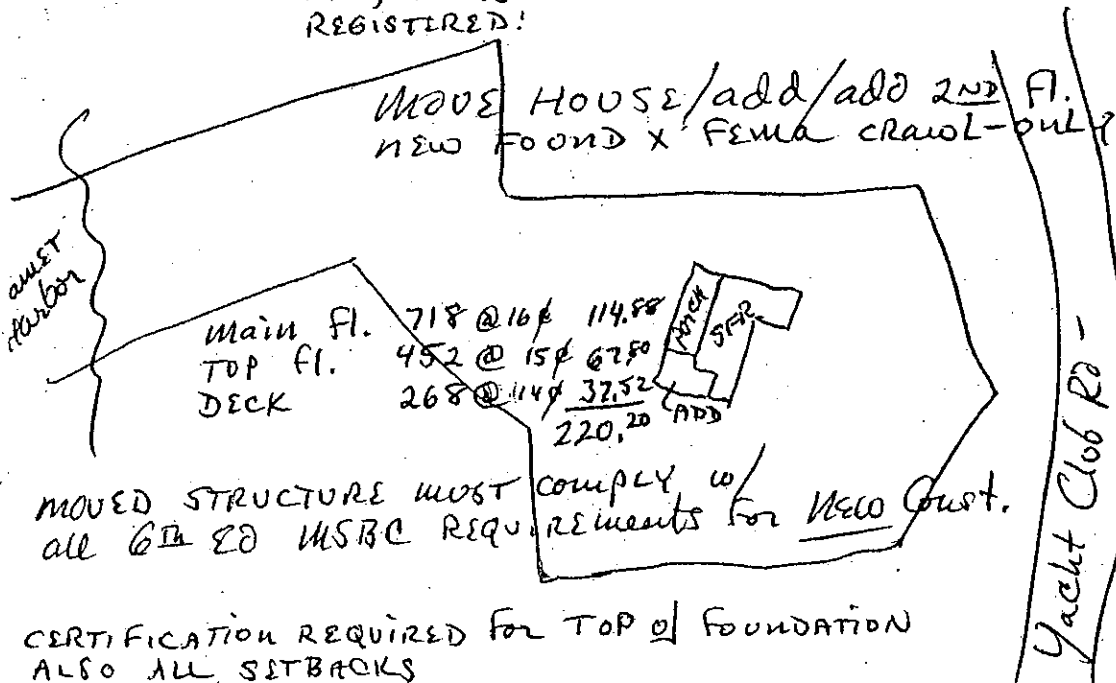 REGISTERED!
MOVE HOUSE/add/add 2ND Fl.
NEW FOUND X FEMA CRAWL-ONLY
Harbor
Main Fl. 718 @ 16¢ 114.88
TOP Fl. 452 @ 15¢ 67.80
DECK 268 @ 14¢ 37.52
220.20
PORCH
SFR
ADD
MOVED STRUCTURE MUST COMPLY w/
all 6TH ED MSBC REQUIREMENTS for NEW Const.
CERTIFICATION REQUIRED for TOP of FOUNDATION
ALSO ALL SETBACKS
Yacht Club Rd-